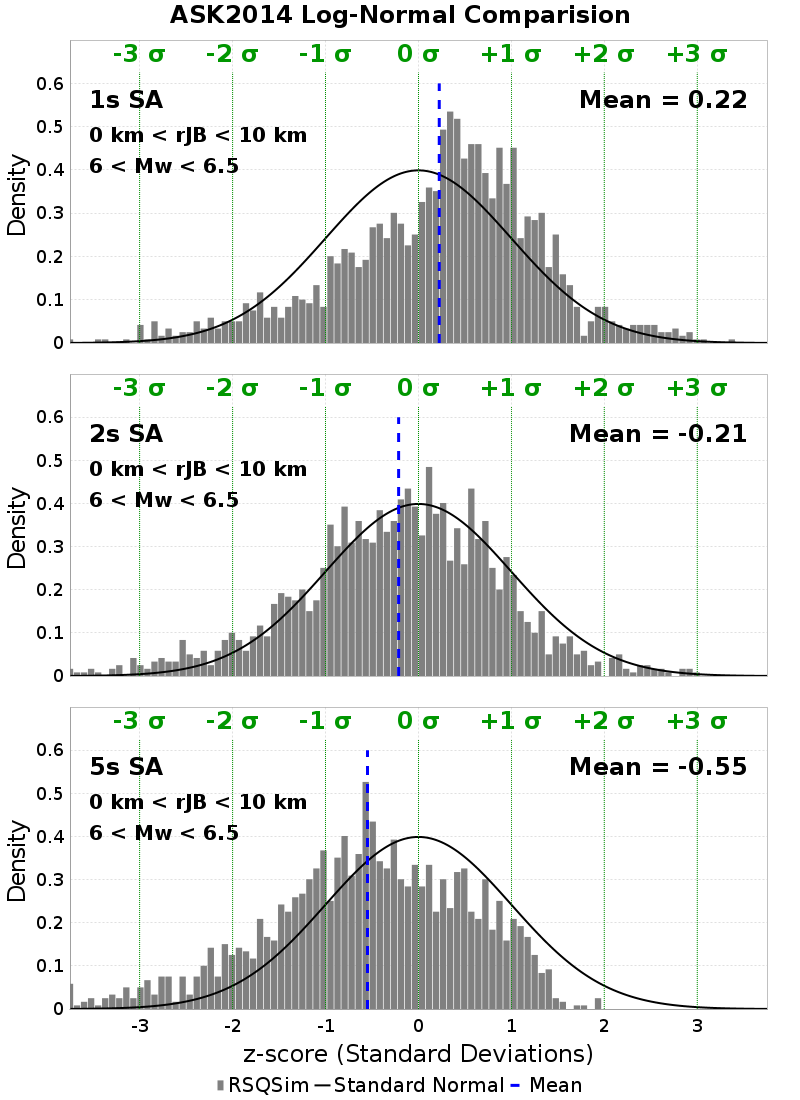 ASK2014 Log-Normal Comparision
-3 σ -2 σ -1 σ 0 σ +1 σ +2 σ +3 σ
0.6
1s SA Mean = 0.22
0.5
0 km < rJB < 10 km
6 < Mw < 6.5
0.4
0.3
0.2
0.1
0
Density
-3 σ -2 σ -1 σ 0 σ +1 σ +2 σ +3 σ
0.6
2s SA Mean = -0.21
0.5
0 km < rJB < 10 km
6 < Mw < 6.5
0.4
0.3
0.2
0.1
0
Density
-3 σ -2 σ -1 σ 0 σ +1 σ +2 σ +3 σ
0.6
5s SA Mean = -0.55
0.5
0 km < rJB < 10 km
6 < Mw < 6.5
0.4
0.3
0.2
0.1
0
Density
-3 -2 -1 0 1 2 3
z-score (Standard Deviations)
RSQSim Standard Normal Mean